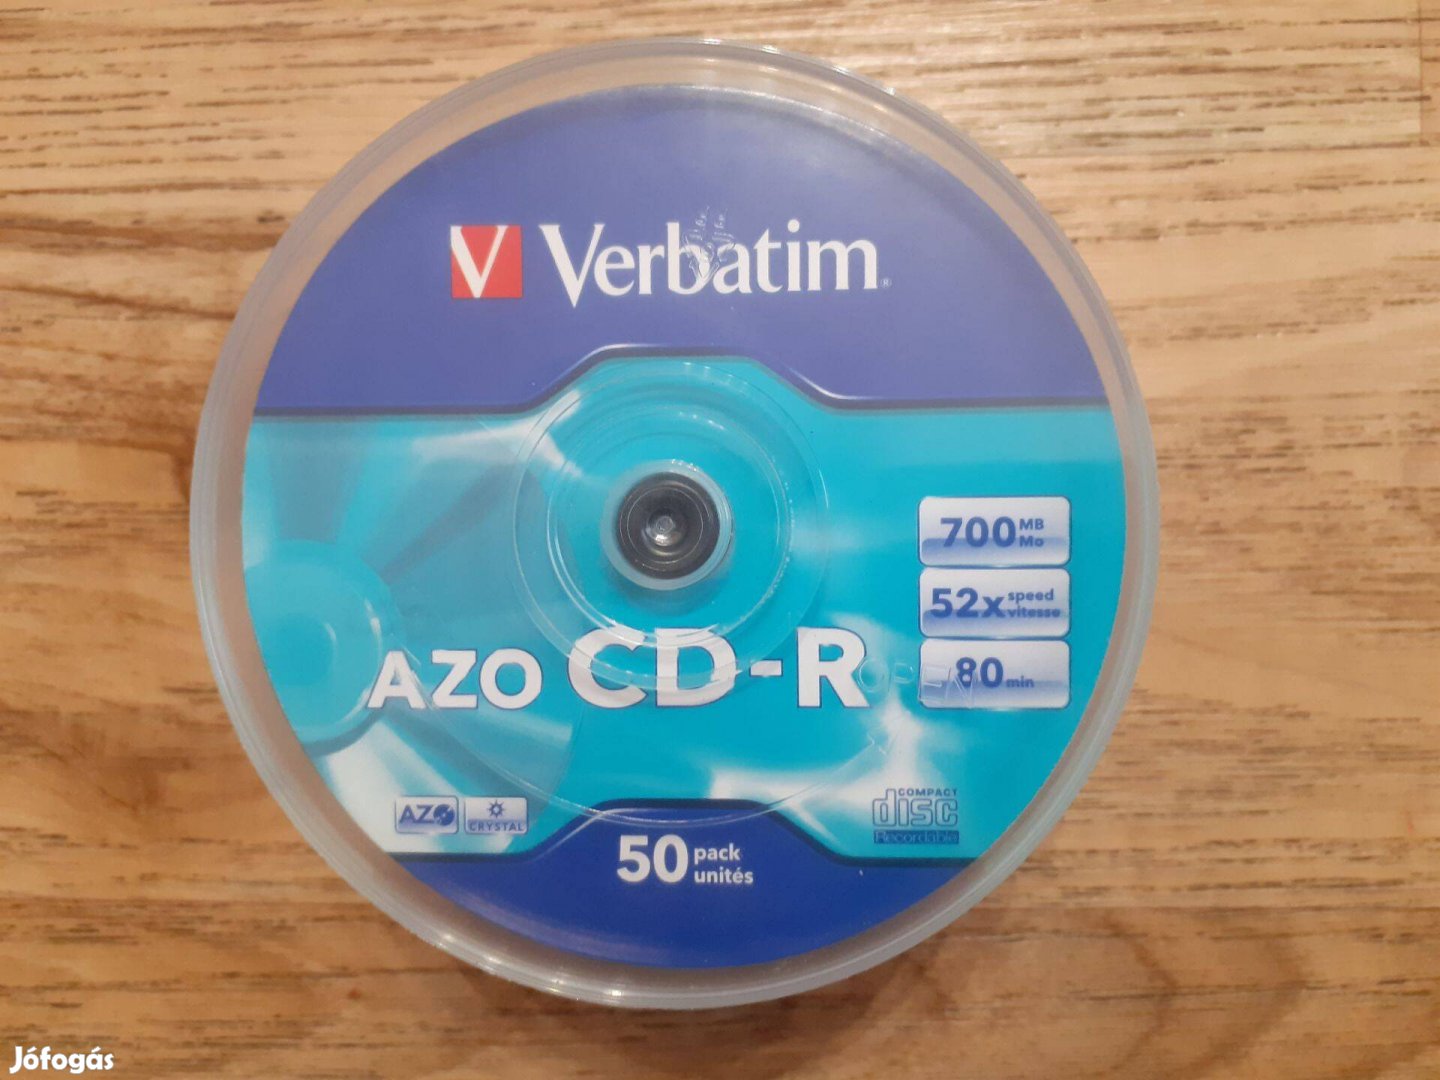 V Verbatim®
700 MB Mo
52x speed vitesse
80 min
AZO CD-R
OPEN
AZO
CRYSTAL
COMPACT
disc
Recordable
50 pack unités
Jófogás